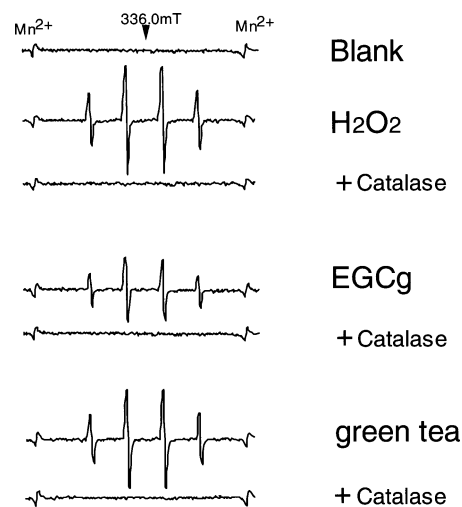 Mn2+ 336.0mT Mn2+
Blank
H2O2
+ Catalase
EGCg
+ Catalase
green tea
+ Catalase